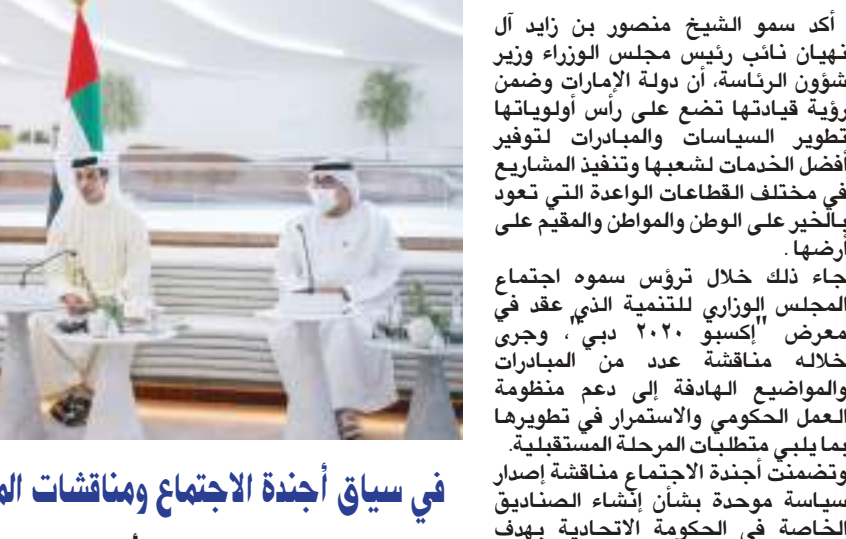 أكد سمو الشيخ منصور بن زايد آل
نهيان نائب رئيس مجلس الوزراء وزير
شؤون الرئاسة، أن دولة الإمارات وضمن
رؤية قيادتها تضع على رأس أولوياتها
تطوير السياسات والمبادرات لتوفير
أفضل الخدمات لشعبها وتنفيذ المشاريع
في مختلف القطاعات الواعدة التي تعود
بالخير على الوطن والمواطن والمقيم على
أرضها .
جاء ذلك خلال ترؤس سموه اجتماع
المجلس الوزاري للتنمية الذي عقد في
معرض "إكسبو ٢٠٢٠ دبي"، وجرى
خلاله مناقشة عدد من المبادرات
والمواضيع الهادفة إلى دعم منظومة
العمل الحكومي والاستمرار في تطويرها
بما يلبي متطلبات المرحلة المستقبلية.
وتضمنت أجندة الاجتماع مناقشة إصدار
سياسة موحدة بشأن إنشاء الصناديق
الخاصة في الحكومة الاتحادية بهدف
في سياق أجندة الاجتماع ومناقشات